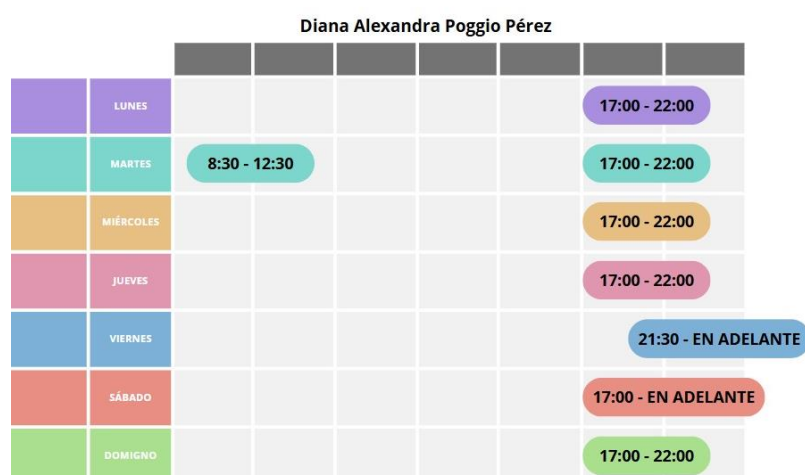 Diana Alexandra Poggio Pérez
LUNES 17:00 - 22:00
MARTES 8:30 - 12:30 17:00 - 22:00
MIÉRCOLES 17:00 - 22:00
JUEVES 17:00 - 22:00
VIERNES 21:30 - EN ADELANTE
SÁBADO 17:00 - EN ADELANTE
DOMIGNO 17:00 - 22:00